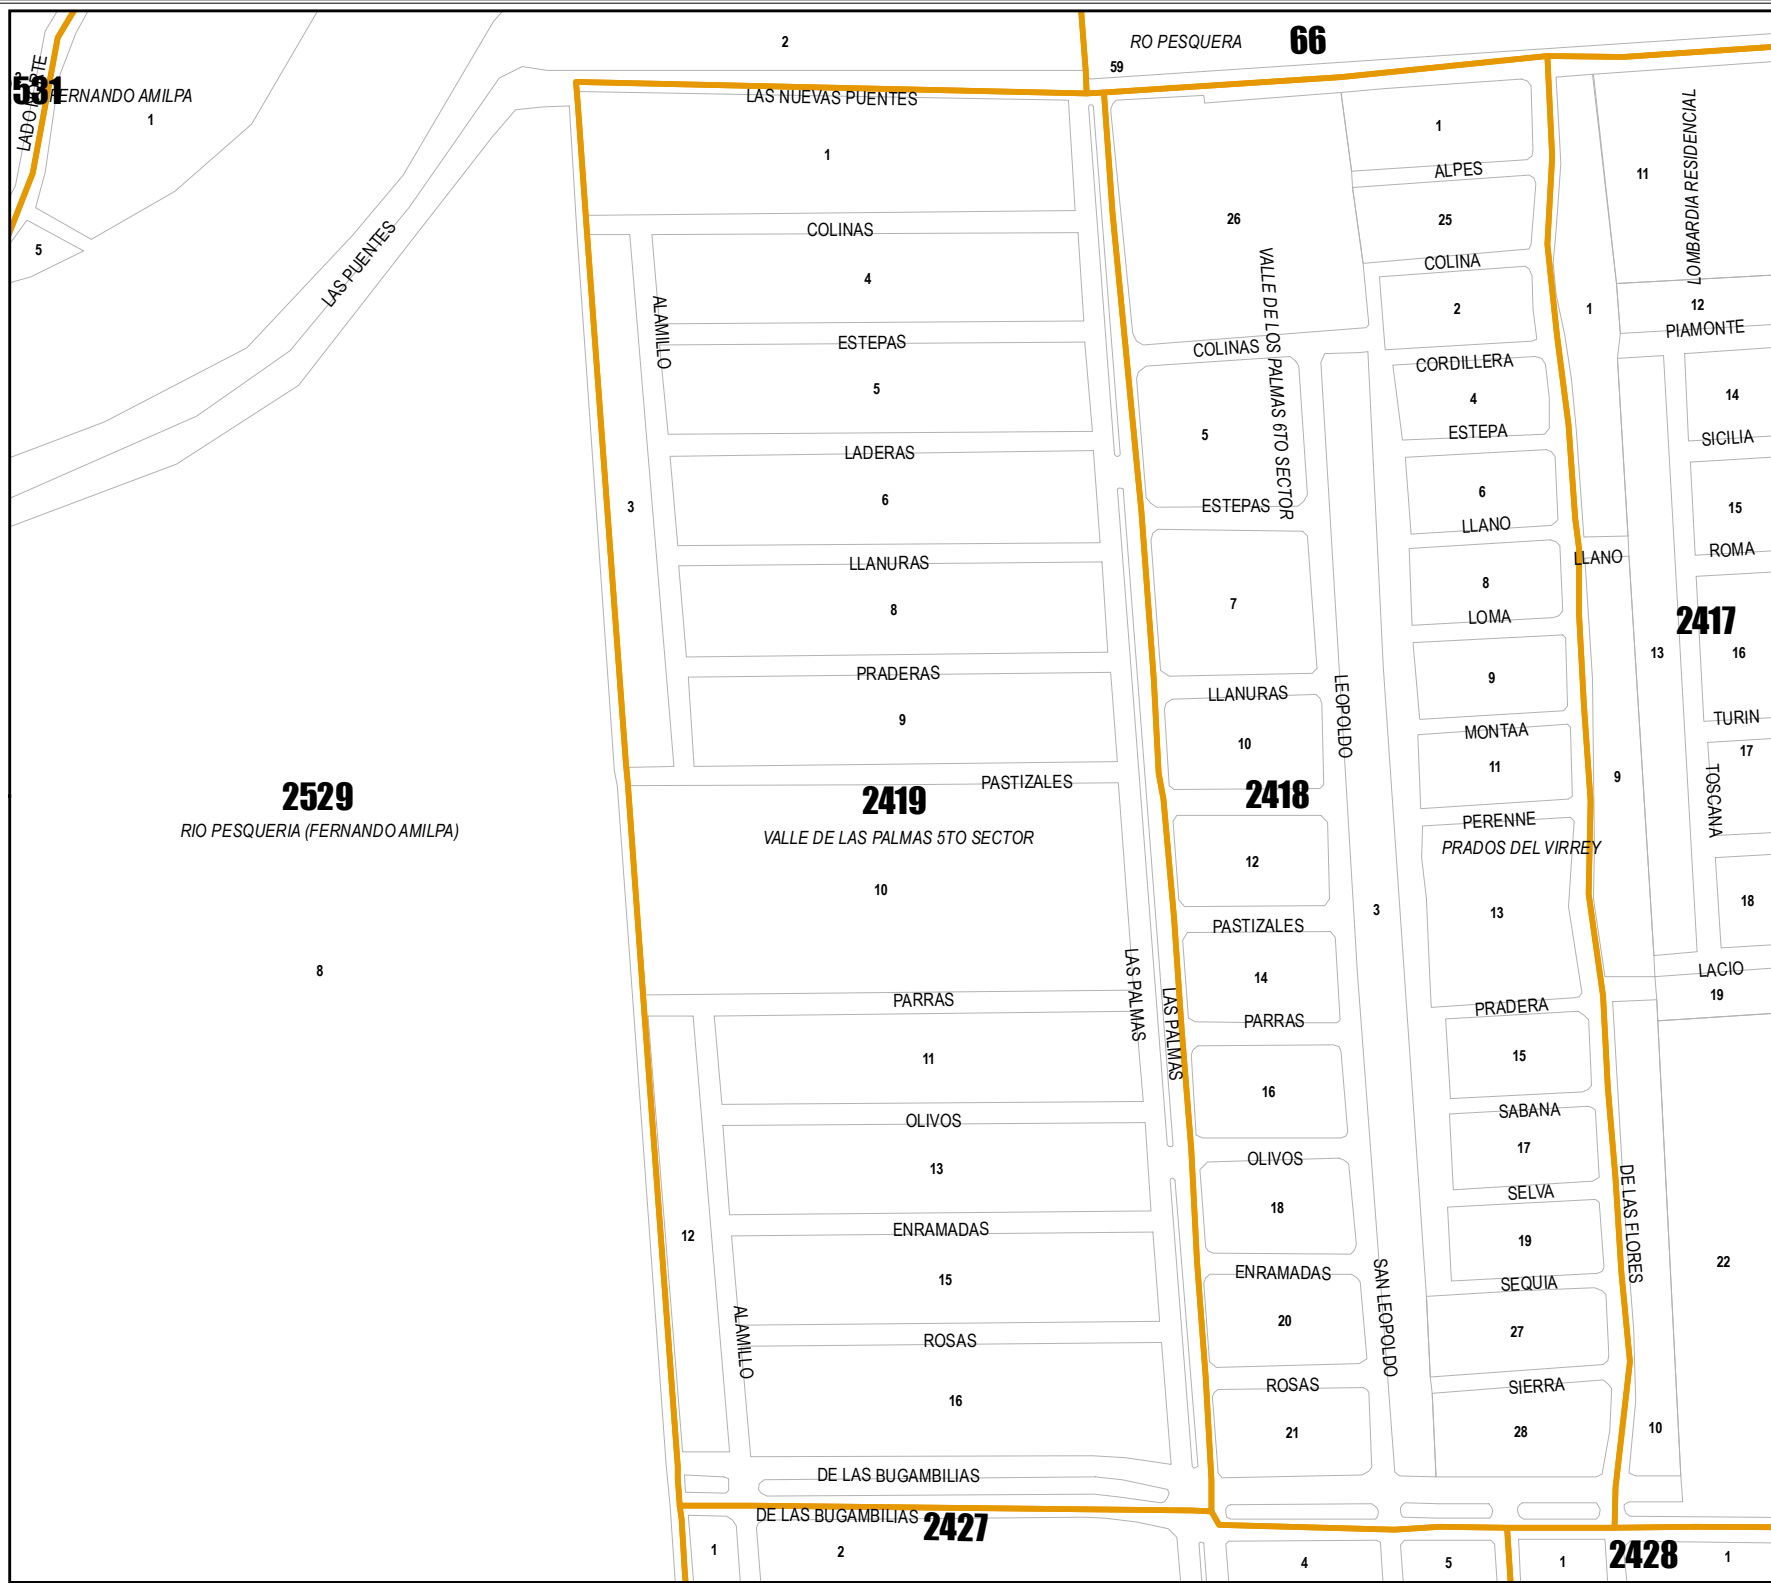 2
RO PESQUERA
66
59
531
LADO NORTE
FERNANDO AMILPA
1
5
LAS PUENTES
LAS NUEVAS PUENTES
1
COLINAS
4
ALAMILLO
ESTEPAS
5
LADERAS
3
6
LLANURAS
8
PRADERAS
9
PASTIZALES
2529
RIO PESQUERIA (FERNANDO AMILPA)
8
2419
VALLE DE LAS PALMAS 5TO SECTOR
10
LAS PALMAS
LAS PALMAS
PARRAS
11
OLIVOS
13
12
ENRAMADAS
15
ALAMILLO
ROSAS
16
DE LAS BUGAMBILIAS
DE LAS BUGAMBILIAS
2427
1
2
26
VALLE DE LOS PALMAS 6TO SECTOR
COLINAS
5
ESTEPAS
7
LLANURAS
10
2418
12
PASTIZALES
14
PARRAS
16
OLIVOS
18
ENRAMADAS
20
ROSAS
21
LEOPOLDO
3
SAN LEOPOLDO
1
ALPES
25
COLINA
2
CORDILLERA
4
ESTEPA
6
LLANO
8
LOMA
9
MONTAA
11
PERENNE
PRADOS DEL VIRREY
13
PRADERA
15
SABANA
17
SELVA
19
SEQUIA
27
SIERRA
28
4
5
1
2428
1
11
LOMBARDIA RESIDENCIAL
1
12
PIAMONTE
14
SICILIA
15
ROMA
LLANO
2417
13
16
TURIN
17
TOSCANA
9
18
LACIO
19
DE LAS FLORES
22
10